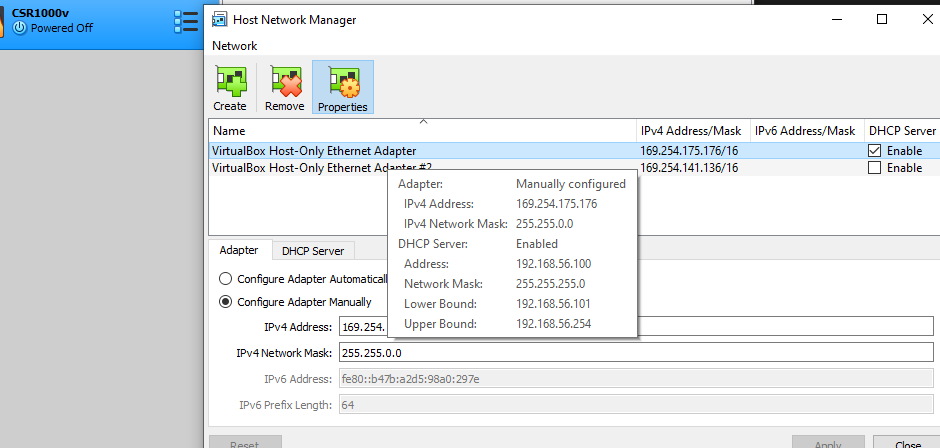 CSR1000v
Powered Off
Host Network Manager
Network
Create
Remove
Properties
Name IPv4 Address/Mask IPv6 Address/Mask DHCP Server
VirtualBox Host-Only Ethernet Adapter 169.254.175.176/16 Enable
VirtualBox Host-Only Ethernet Adapter #2 169.254.141.136/16 Enable
Adapter: Manually configured
IPv4 Address: 169.254.175.176
IPv4 Network Mask: 255.255.0.0
DHCP Server: Enabled
Address: 192.168.56.100
Network Mask: 255.255.255.0
Lower Bound: 192.168.56.101
Upper Bound: 192.168.56.254
Adapter DHCP Server
Configure Adapter Automaticall
Configure Adapter Manually
IPv4 Address: 169.254.
IPv4 Network Mask: 255.255.0.0
IPv6 Address: fe80::b47b:a2d5:98a0:297e
IPv6 Prefix Length: 64
Reset Apply Close